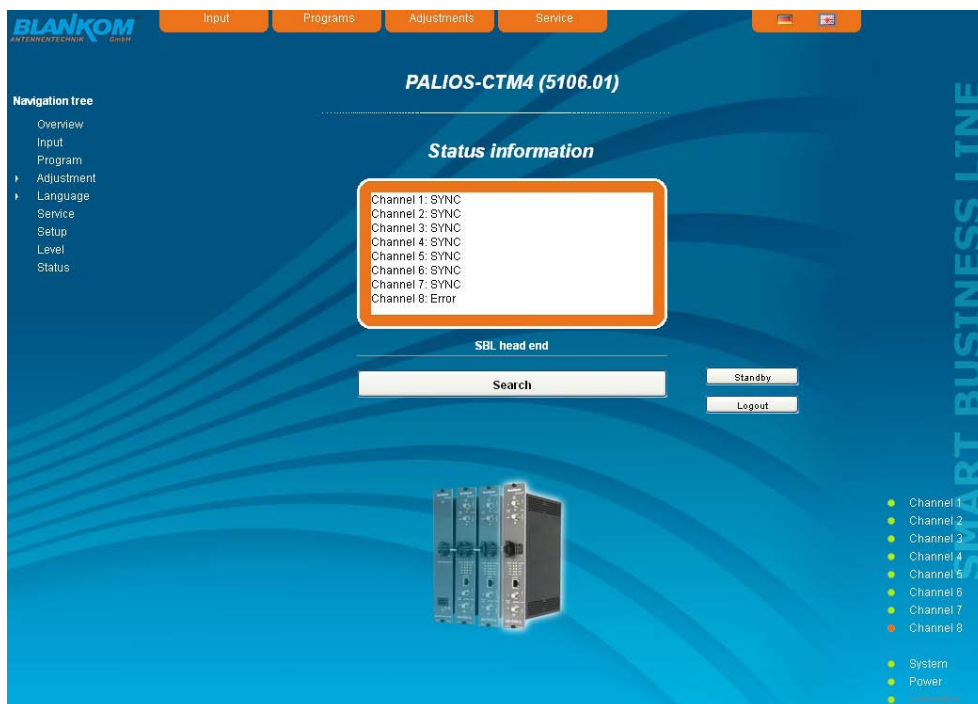 BLANKOM
ANTENNENTECHNIK GmbH
Input
Programs
Adjustments
Service
PALIOS-CTM4 (5106.01)
Navigation tree
Overview
Input
Program
Adjustment
Language
Service
Setup
Level
Status
Status information
Channel 1: SYNC
Channel 2: SYNC
Channel 3: SYNC
Channel 4: SYNC
Channel 5: SYNC
Channel 6: SYNC
Channel 7: SYNC
Channel 8: Error
SBL head end
Search
Standby
Logout
SMART BUSINESS LINE
Channel 1
Channel 2
Channel 3
Channel 4
Channel 5
Channel 6
Channel 7
Channel 8
System
Power